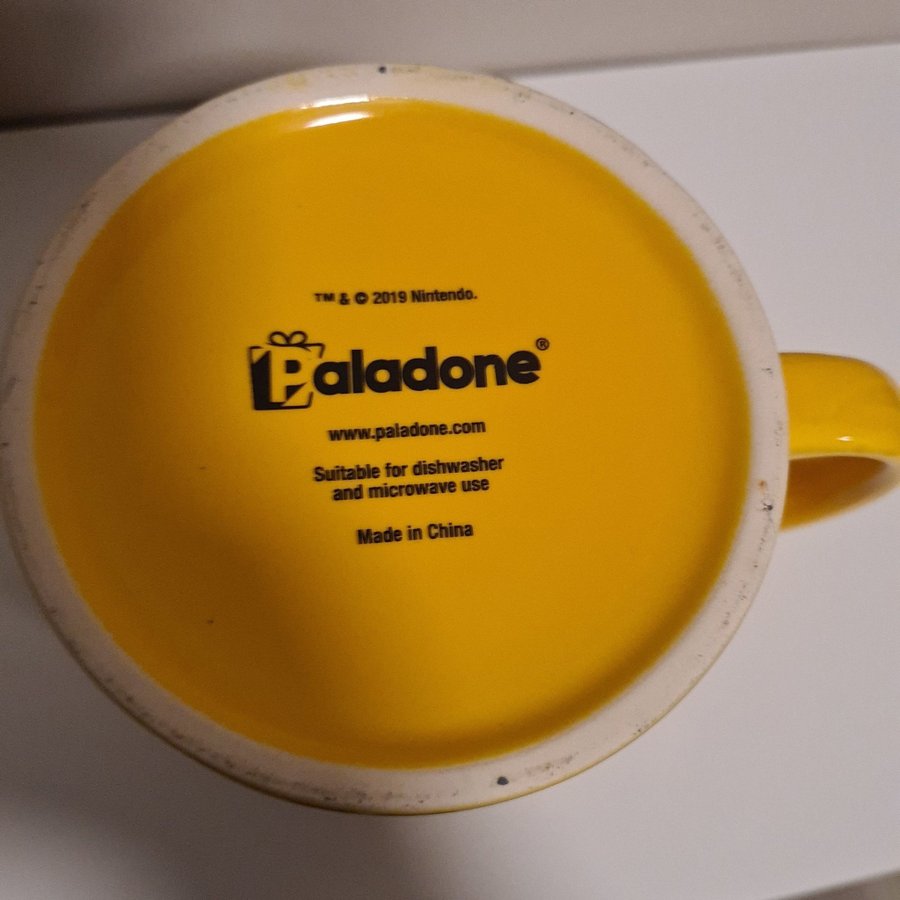 ™ & © 2019 Nintendo.
Paladone®
www.paladone.com
Suitable for dishwasher
and microwave use
Made in China